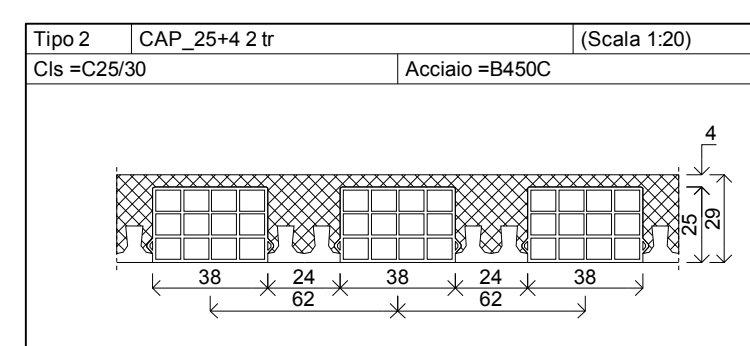 Tipo 2 CAP_25+4 2 tr (Scala 1:20)
Cls =C25/30 Acciaio =B450C
4
25
29
38 24 38 24 38
62 62